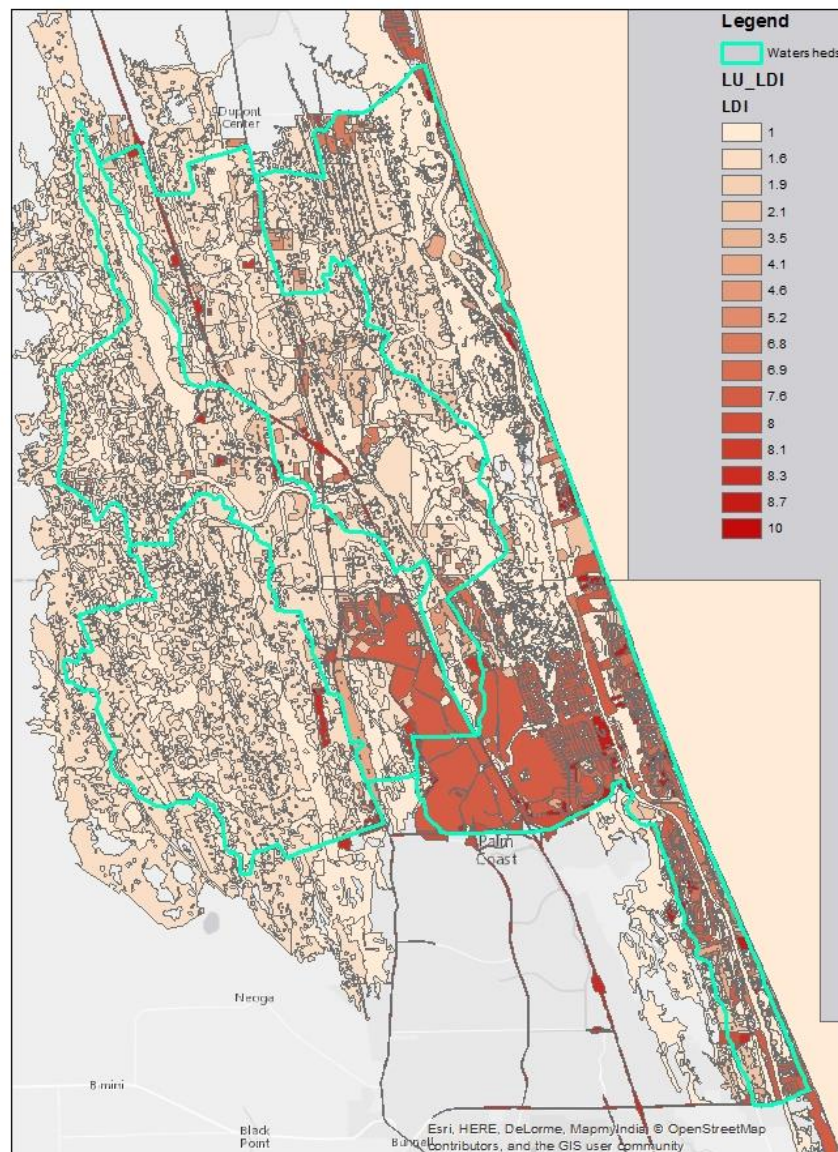 Legend
Watersheds
LU_LDI
LDI
1
1.6
1.9
2.1
3.5
4.1
4.6
5.2
6.8
6.9
7.6
8
8.1
8.3
8.7
10
Dupont
Center
Palm
Coast
Neoga
Bimini
Black
Point
Bunnell
Esri, HERE, DeLorme, MapmyIndia, © OpenStreetMap
contributors, and the GIS user community